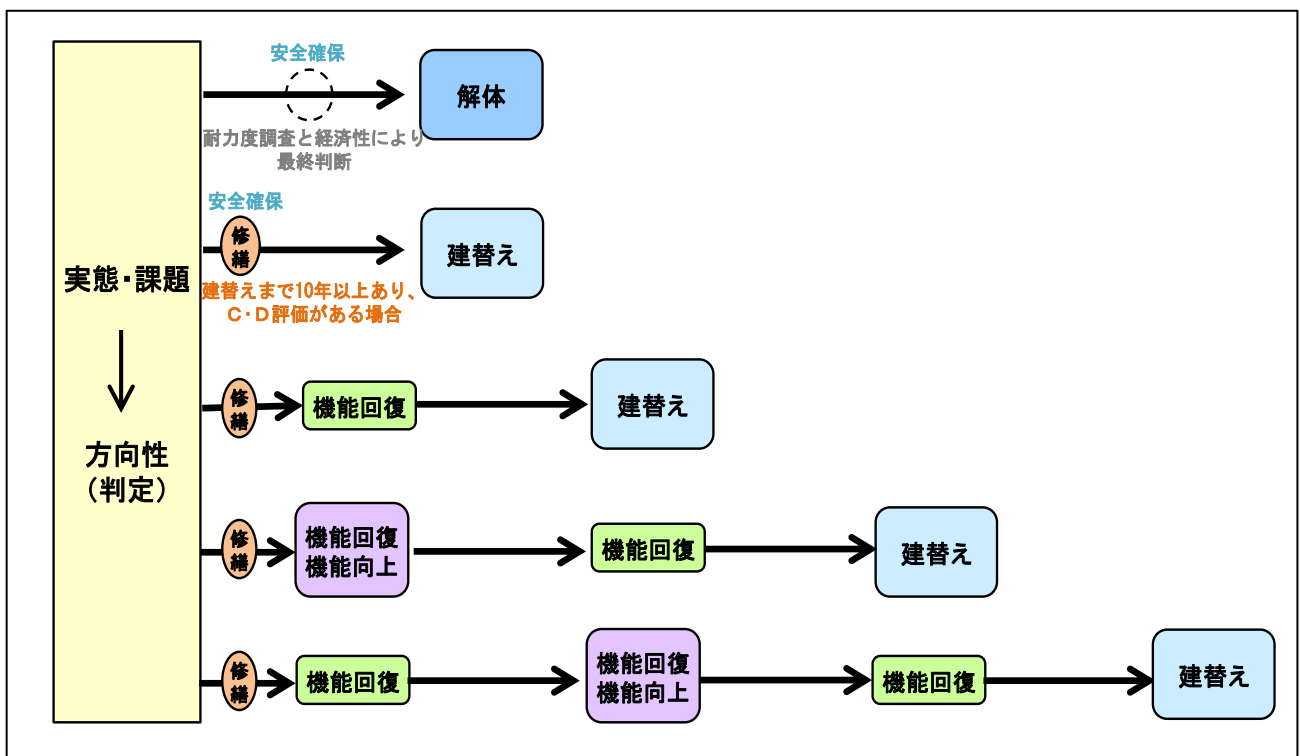 実態・課題
方向性
（判定）
安全確保
解体
耐力度調査と経済性により
最終判断
安全確保
修
繕
建替え
建替えまで10年以上あり、
Ｃ・Ｄ評価がある場合
修
繕
機能回復
建替え
修
繕
機能回復
機能向上
機能回復
建替え
修
繕
機能回復
機能回復
機能向上
機能回復
建替え